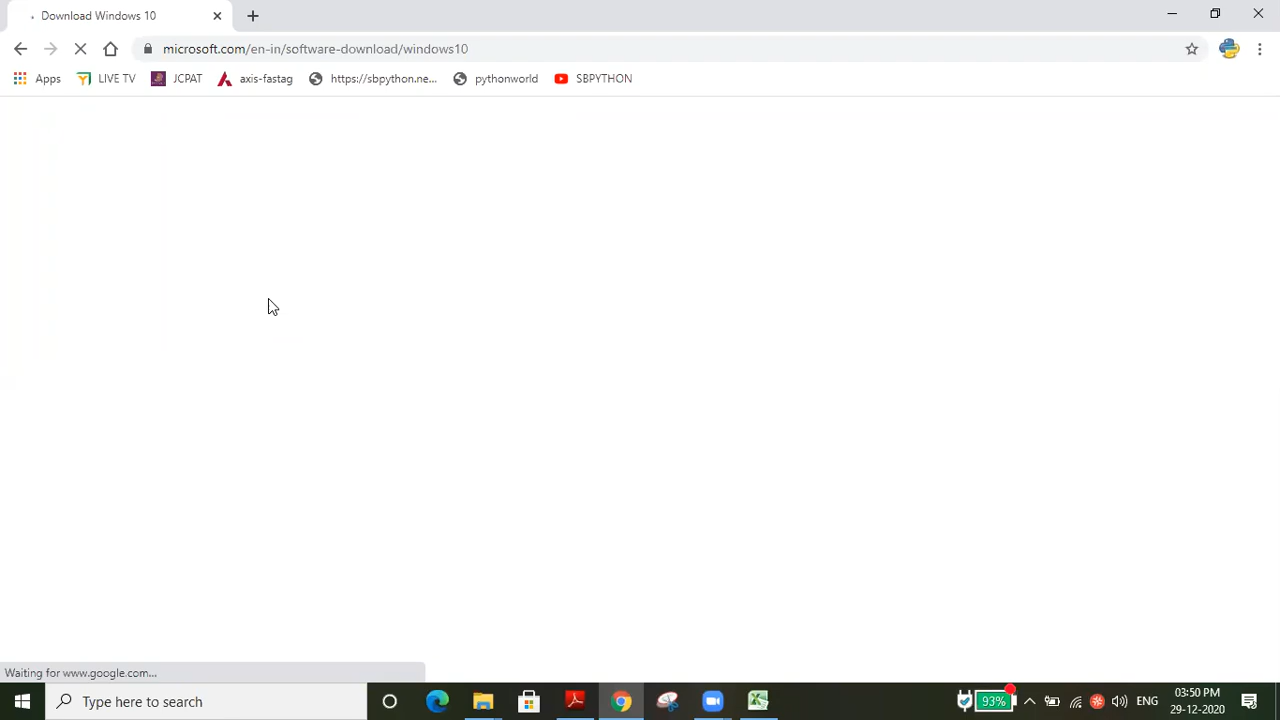 Download Windows 10
microsoft.com/en-in/software-download/windows10
Apps LIVE TV JCPAT axis-fastag https://sbpython.ne... pythonworld SBPYTHON
Waiting for www.google.com...
Type here to search
93%
ENG
03:50 PM
29-12-2020